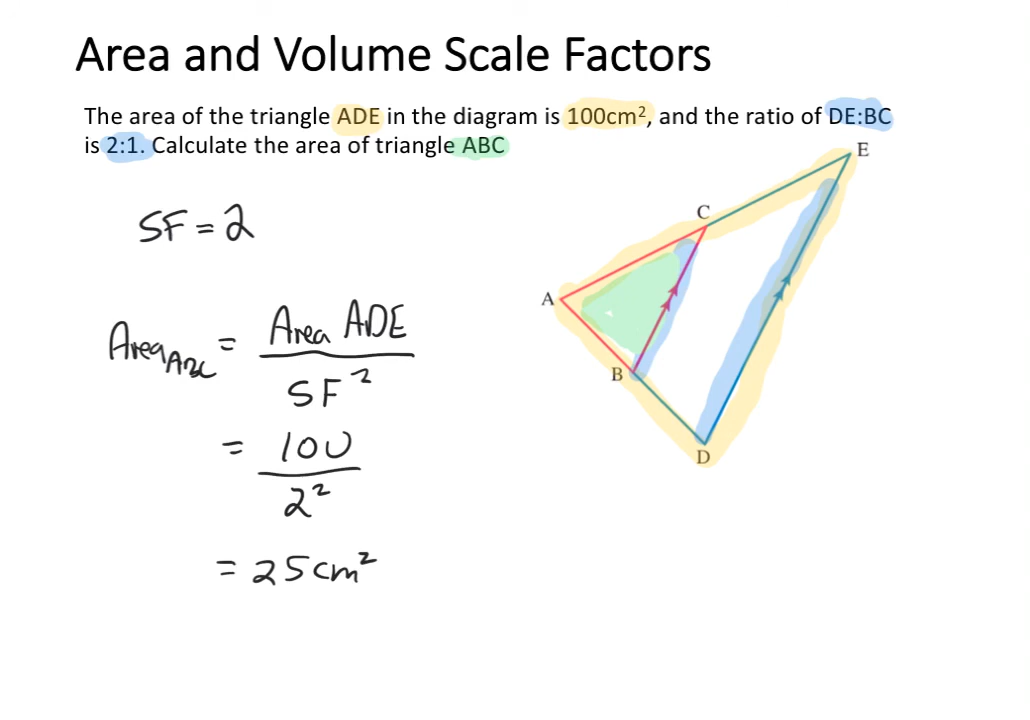 Area and Volume Scale Factors
The area of the triangle ADE in the diagram is 100cm², and the ratio of DE:BC
is 2:1. Calculate the area of triangle ABC
E
C
SF = 2
A
Area ABC = Area ADE / SF²
B
= 100 / 2²
D
= 25cm²